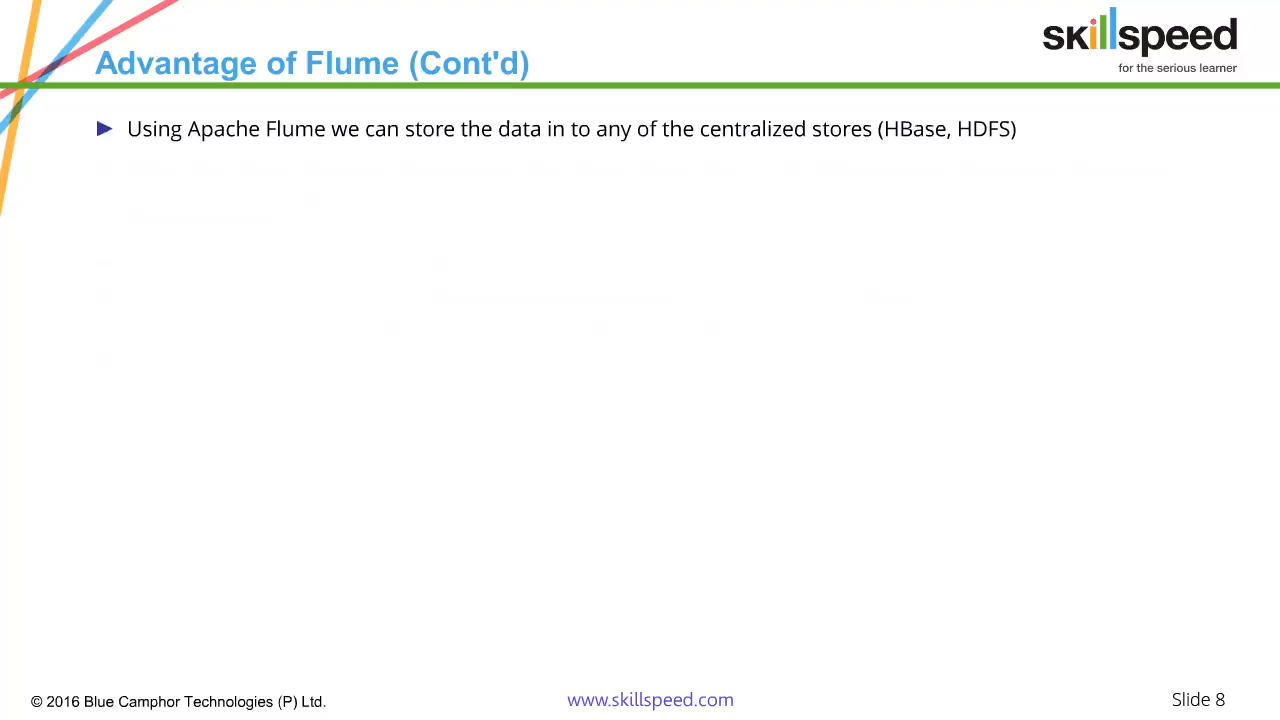 skillspeed
for the serious learner
Advantage of Flume (Cont'd)
► Using Apache Flume we can store the data in to any of the centralized stores (HBase, HDFS)
© 2016 Blue Camphor Technologies (P) Ltd.
www.skillspeed.com
Slide 8